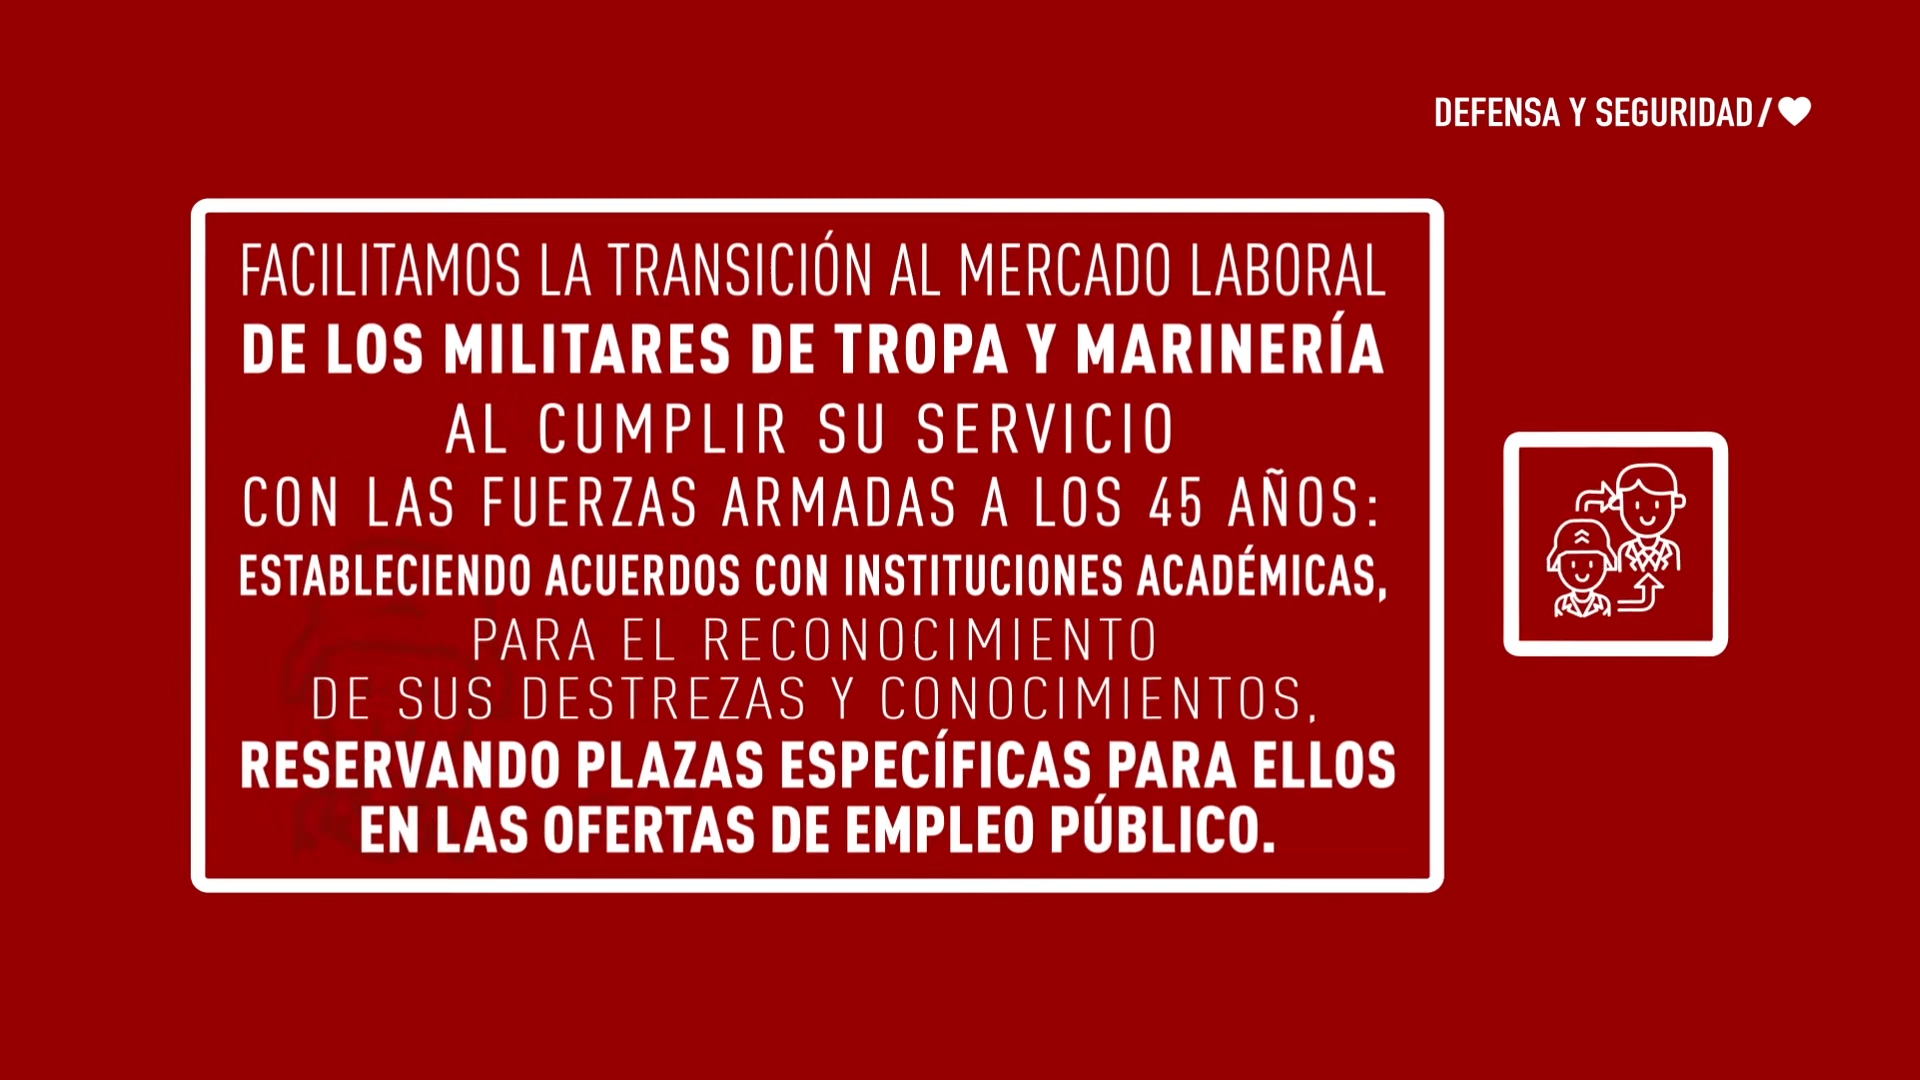 DEFENSA Y SEGURIDAD/
FACILITAMOS LA TRANSICIÓN AL MERCADO LABORAL
DE LOS MILITARES DE TROPA Y MARINERÍA
AL CUMPLIR SU SERVICIO
CON LAS FUERZAS ARMADAS A LOS 45 AÑOS:
ESTABLECIENDO ACUERDOS CON INSTITUCIONES ACADÉMICAS,
PARA EL RECONOCIMIENTO
DE SUS DESTREZAS Y CONOCIMIENTOS,
RESERVANDO PLAZAS ESPECÍFICAS PARA ELLOS
EN LAS OFERTAS DE EMPLEO PÚBLICO.